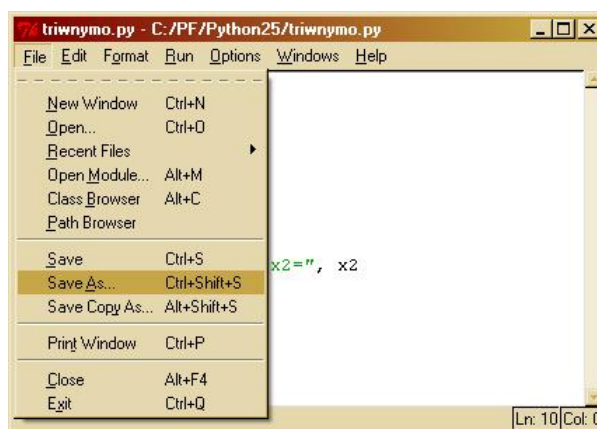 triwnymo.py - C:/PF/Python25/triwnymo.py
File Edit Format Run Options Windows Help
New Window Ctrl+N
Open... Ctrl+O
Recent Files
Open Module... Alt+M
Class Browser Alt+C
Path Browser
Save Ctrl+S
x2=", x2
Save As... Ctrl+Shift+S
Save Copy As... Alt+Shift+S
Print Window Ctrl+P
Close Alt+F4
Exit Ctrl+Q
Ln: 10 Col: 0